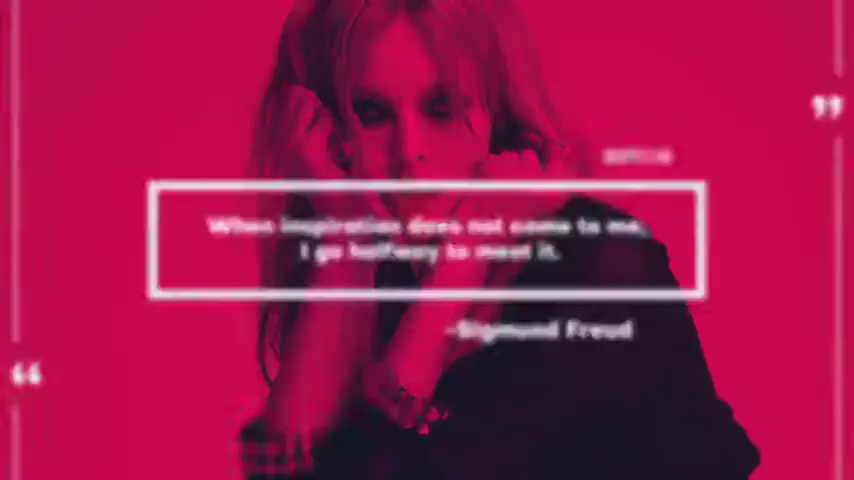 When inspiration does not come to me,
I go halfway to meet it.
-Sigmund Freud